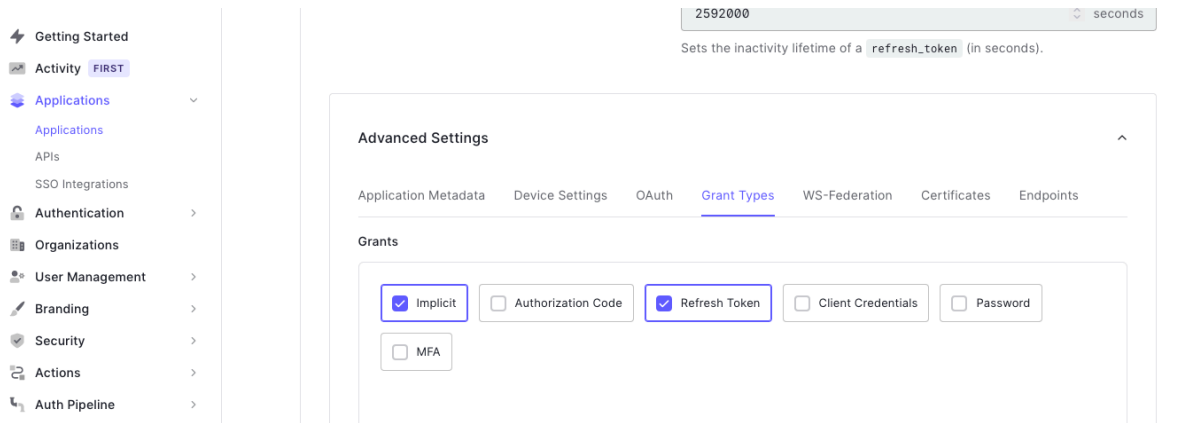 Getting Started
Activity FIRST
Applications
Applications
APIs
SSO Integrations
Authentication
Organizations
User Management
Branding
Security
Actions
Auth Pipeline
2592000 seconds
Sets the inactivity lifetime of a refresh_token (in seconds).
Advanced Settings
Application Metadata Device Settings OAuth Grant Types WS-Federation Certificates Endpoints
Grants
Implicit Authorization Code Refresh Token Client Credentials Password
MFA